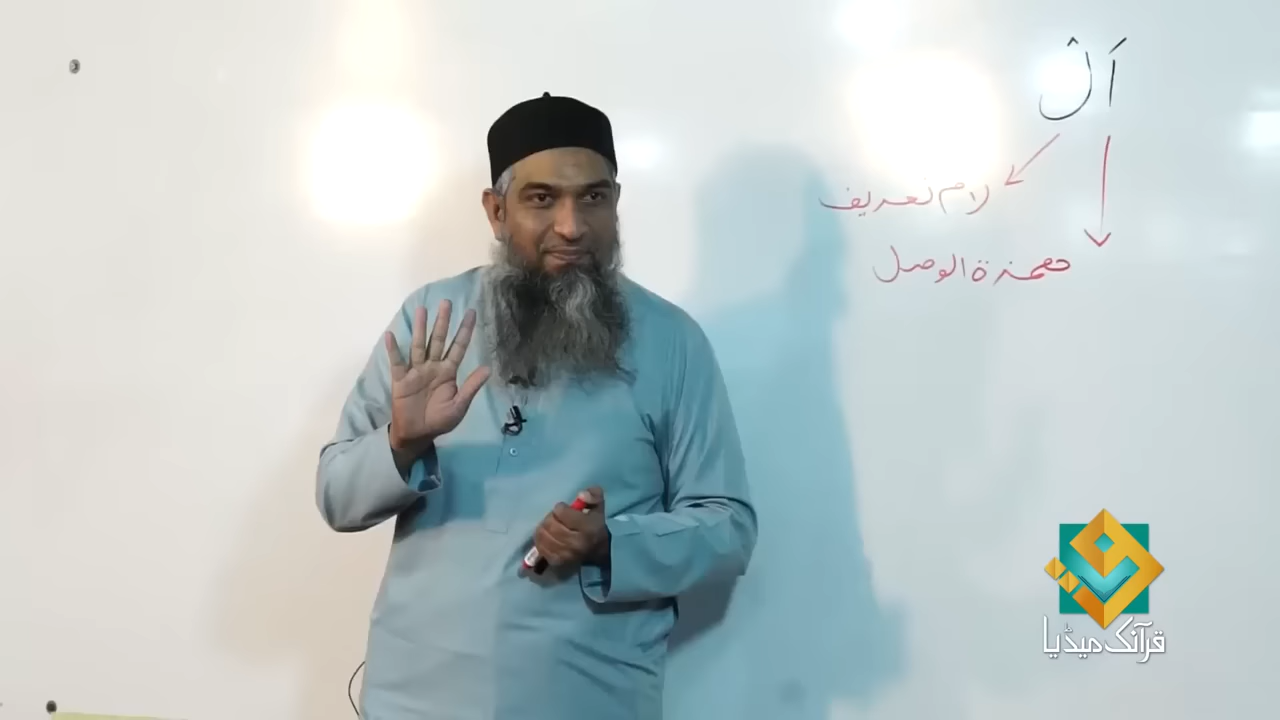 اَلْ
لام تعریف
همزة الوصل
قرآنک میڈیا